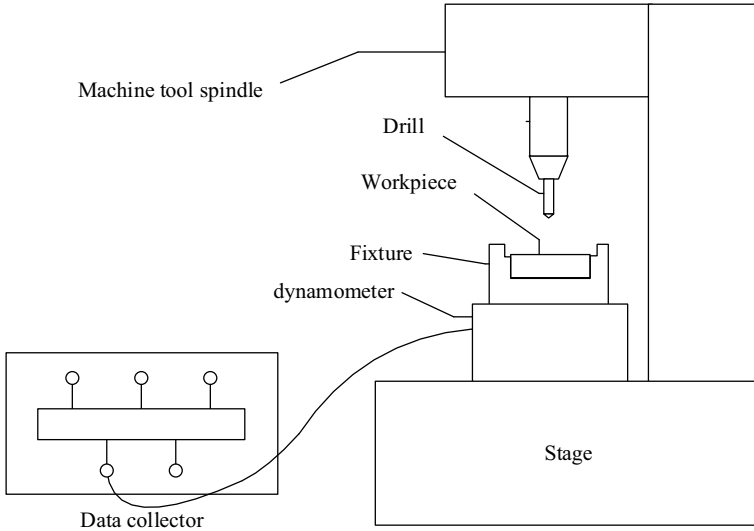 Machine tool spindle
Drill
Workpiece
Fixture
dynamometer
Stage
Data collector